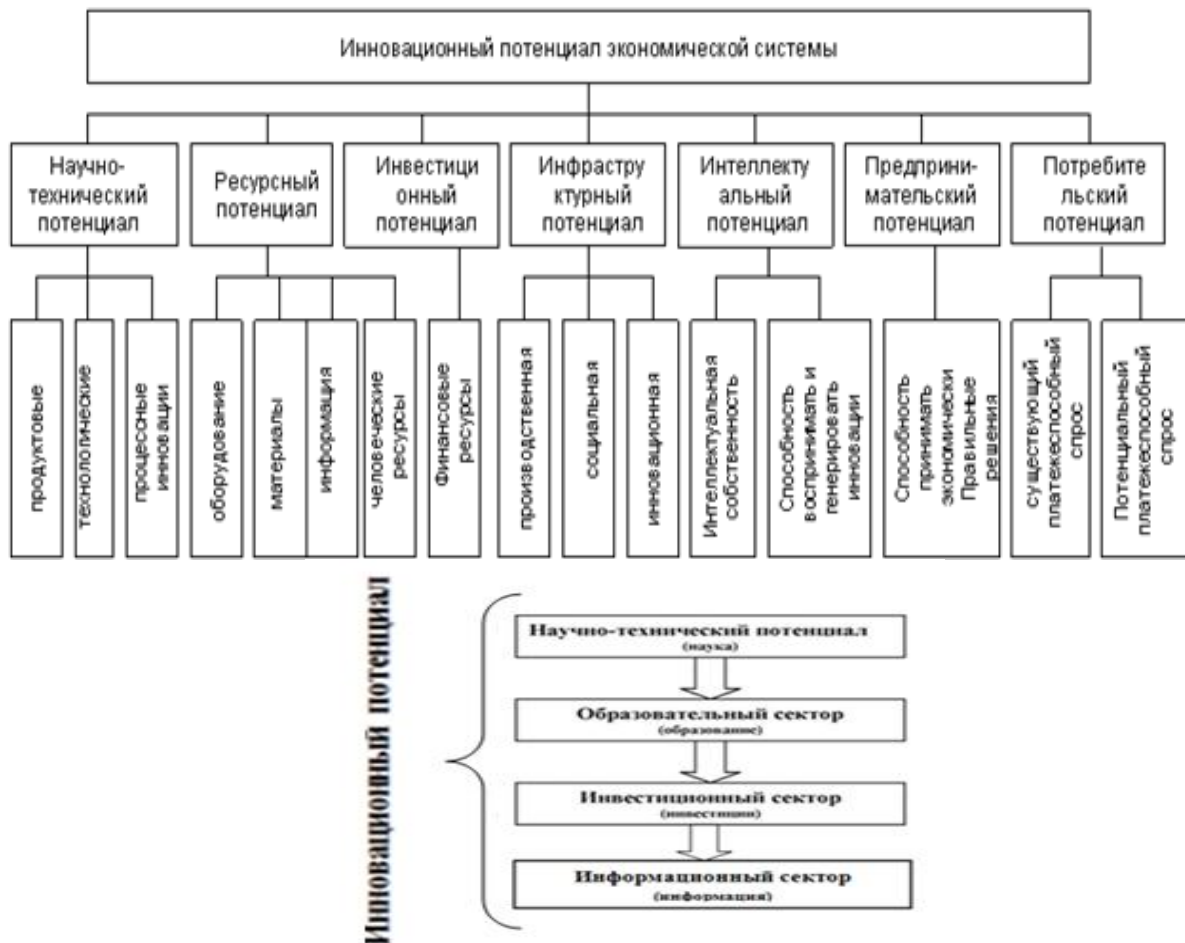 Инновационный потенциал экономической системы
Научно-
технический
потенциал
Ресурсный
потенциал
Инвестици
онный
потенциал
Инфрастру
ктурный
потенциал
Интеллекту
альный
потенциал
Предприни-
мательский
потенциал
Потребите
льский
потенциал
продуктовые
технологические
процессные
инновации
оборудование
материалы
информация
человеческие
ресурсы
Финансовые
ресурсы
производственная
социальная
инновационная
Интеллектуальная
собственность
Способность
воспринимать и
генерировать
инновации
Способность
принимать
экономически
Правильные
решения
существующий
платежеспособный
спрос
Потенциальный
платежеспособный
спрос
Инновационный потенциал
Научно-технический потенциал
(наука)
Образовательный сектор
(образование)
Инвестиционный сектор
(инвестиции)
Информационный сектор
(информация)